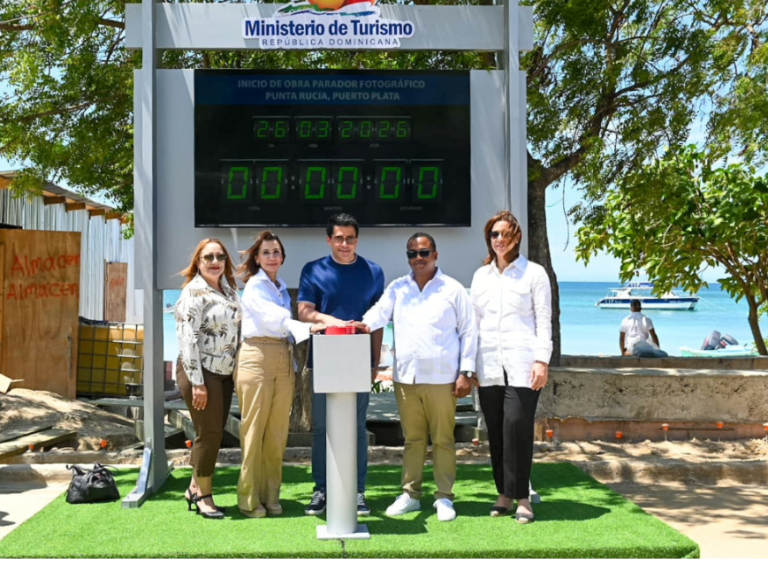 Ministerio de Turismo
REPÚBLICA DOMINICANA
INICIO DE OBRA PARADOR FOTOGRÁFICO
PUNTA RUCIA, PUERTO PLATA
26 03 2026
00:00:00
Almacen
Almacen